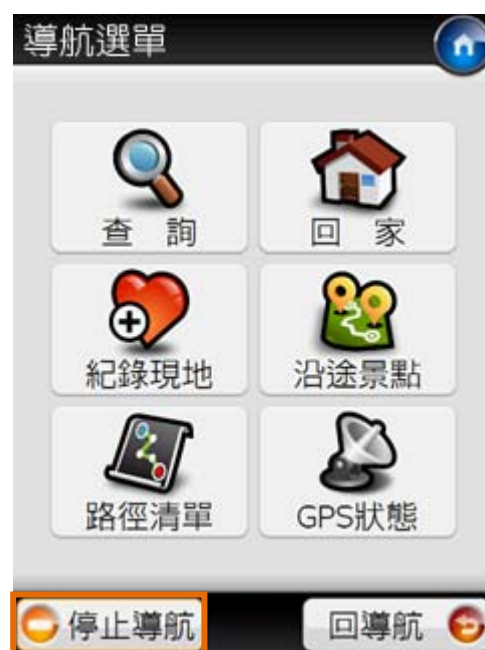 導航選單
查 詢
回 家
紀錄現地
沿途景點
路徑清單
GPS狀態
停止導航
回導航